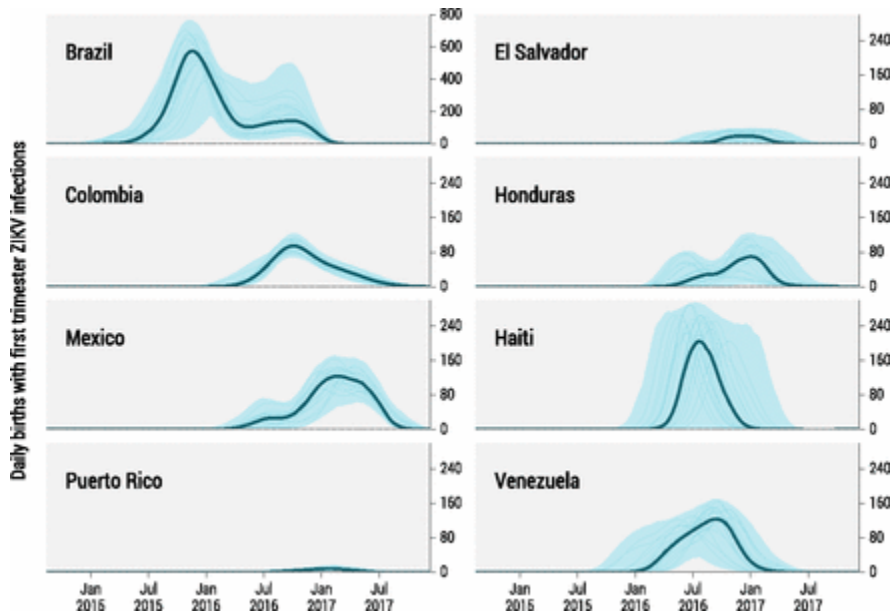 Daily births with first trimester ZIKV infections
Brazil
800
600
400
200
0
El Salvador
240
160
80
0
Colombia
240
160
80
0
Honduras
240
160
80
0
Mexico
240
160
80
0
Haiti
240
160
80
0
Puerto Rico
240
160
80
0
Venezuela
240
160
80
0
Jan Jul Jan Jul Jan Jul
2015 2015 2016 2016 2017 2017
Jan Jul Jan Jul Jan Jul
2015 2015 2016 2016 2017 2017